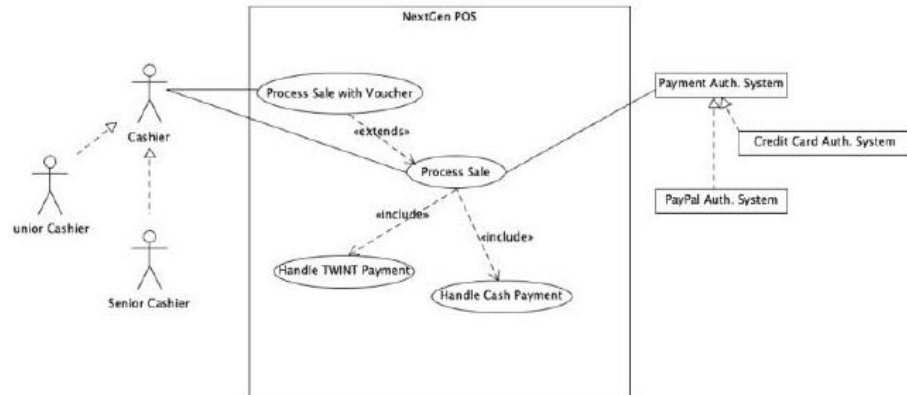 NextGen POS
Process Sale with Voucher
Payment Auth. System
Cashier
«extends»
Credit Card Auth. System
Process Sale
PayPal Auth. System
unior Cashier
«include»
«include»
Handle TWINT Payment
Senior Cashier
Handle Cash Payment